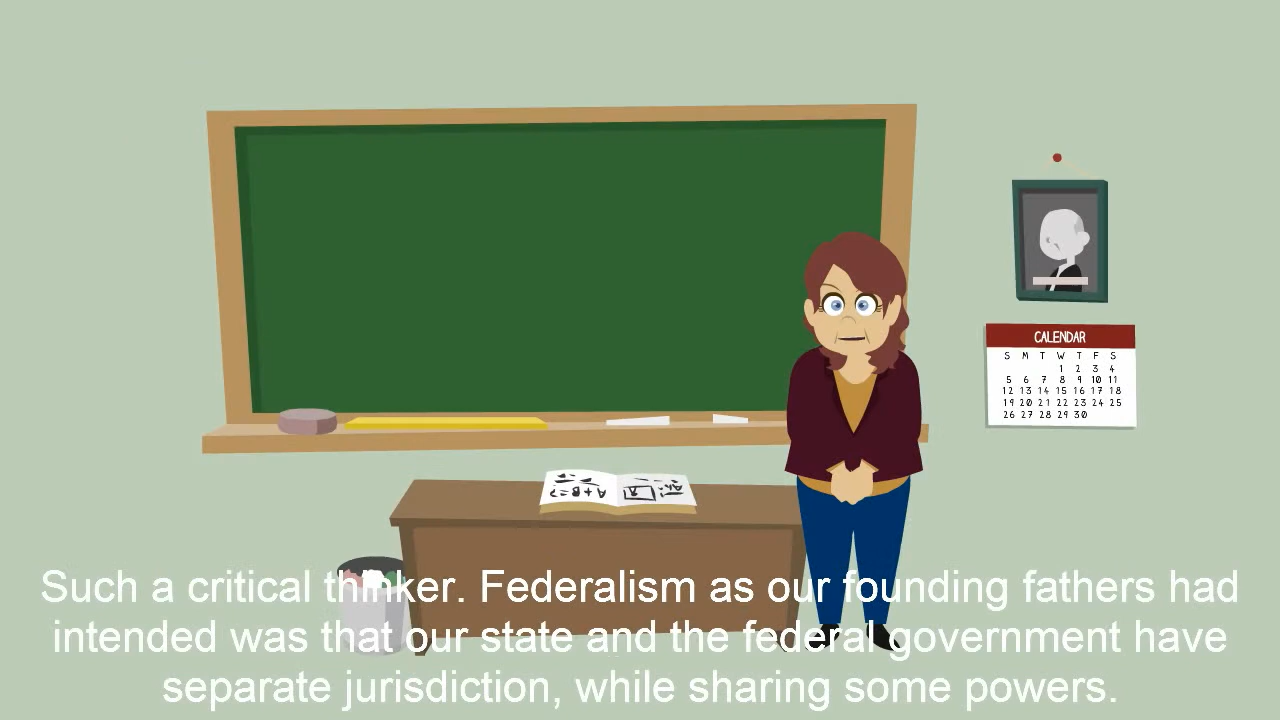 CALENDAR
S M T W T F S
1 2 3 4
5 6 7 8 9 10 11
12 13 14 15 16 17 18
19 20 21 22 23 24 25
26 27 28 29 30
A+B=?
Such a critical thinker. Federalism as our founding fathers had
intended was that our state and the federal government have
separate jurisdiction, while sharing some powers.